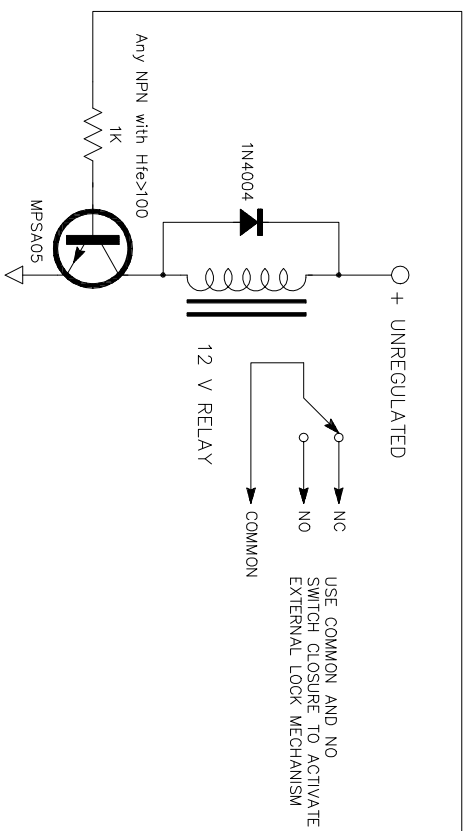 + UNREGULATED
1N4004
12 V RELAY
NC
NO
COMMON
USE COMMON AND NO
SWITCH CLOSURE TO ACTIVATE
EXTERNAL LOCK MECHANISM
Any NPN with Hfe>100
1K
MPSA05